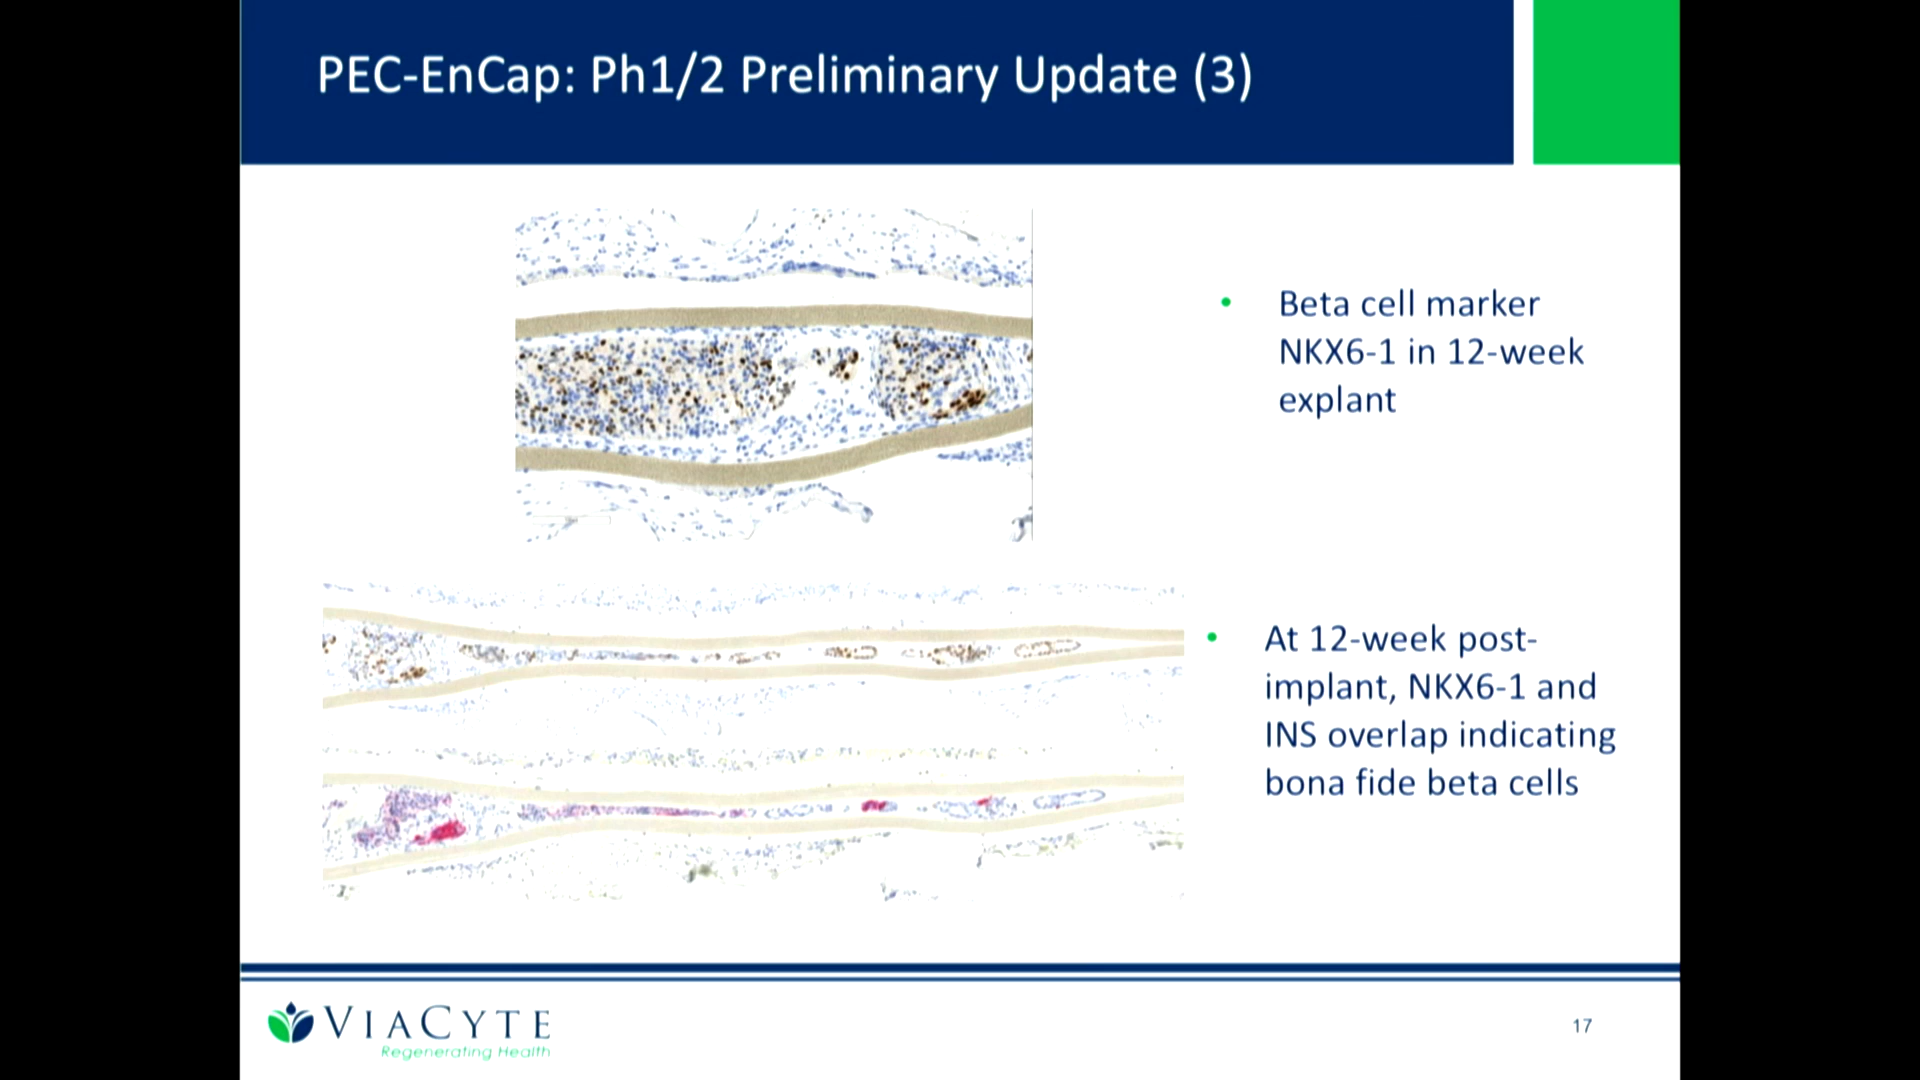 PEC-EnCap: Ph1/2 Preliminary Update (3)
Beta cell marker
NKX6-1 in 12-week
explant
At 12-week post-
implant, NKX6-1 and
INS overlap indicating
bona fide beta cells
VIACYTE
Regenerating Health
17